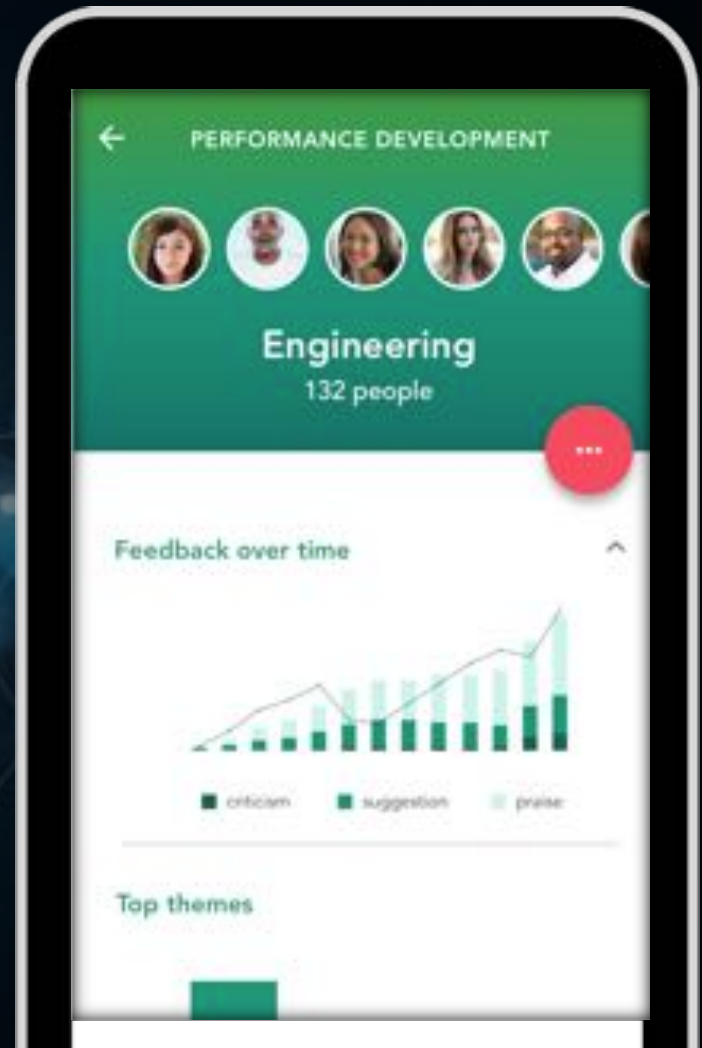 PERFORMANCE DEVELOPMENT
Engineering
132 people
Feedback over time
criticism suggestion praise
Top themes